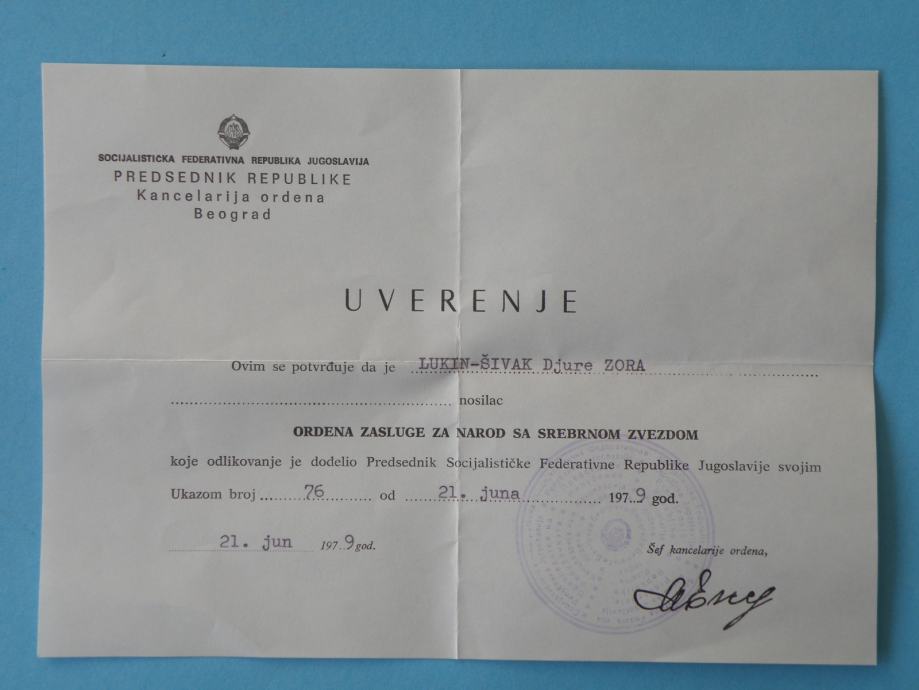 SOCIJALISTIČKA FEDERATIVNA REPUBLIKA JUGOSLAVIJA
PREDSEDNIK REPUBLIKE
Kancelarija ordena
Beograd
UVERENJE
Ovim se potvrđuje da je LUKIN-ŠIVAK Djure ZORA
nosilac
ORDENA ZASLUGE ZA NAROD SA SREBRNOM ZVEZDOM
koje odlikovanje je dodelio Predsednik Socijalističke Federativne Republike Jugoslavije svojim
Ukazom broj 76 od 21. juna 1979 god.
21. jun 1979 god.
Šef kancelarije ordena,